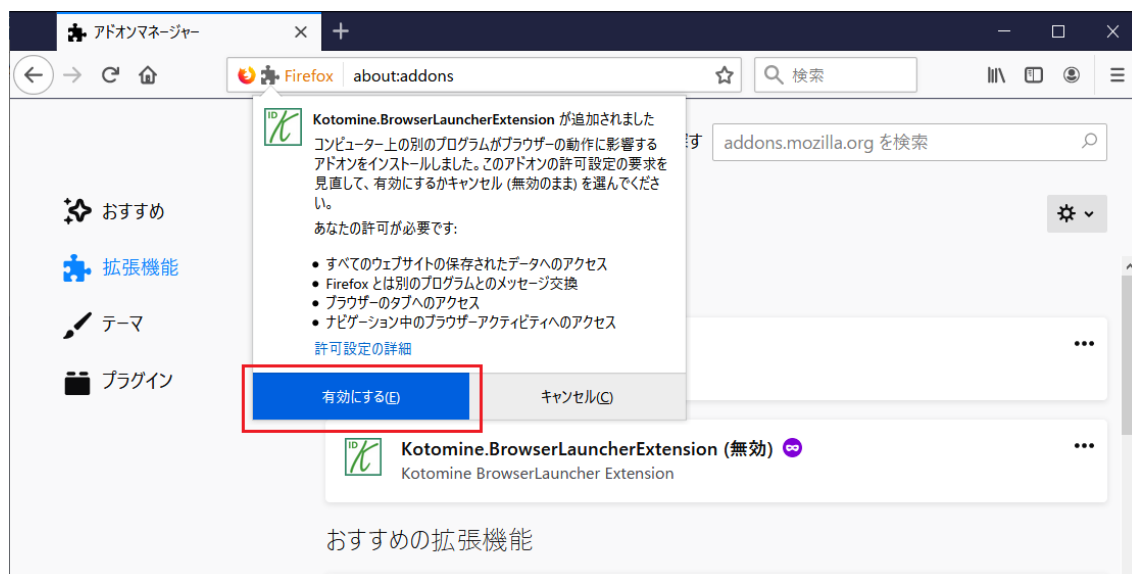 アドオンマネージャー
Firefox about:addons
検索
Kotomine.BrowserLauncherExtension が追加されました
コンピューター上の別のプログラムがブラウザーの動作に影響する
アドオンをインストールしました。このアドオンの許可設定の要求を
見直して、有効にするかキャンセル (無効のまま) を選んでくださ
い。
あなたの許可が必要です:
• すべてのウェブサイトの保存されたデータへのアクセス
• Firefox とは別のプログラムとのメッセージ交換
• ブラウザーのタブへのアクセス
• ナビゲーション中のブラウザーアクティビティへのアクセス
許可設定の詳細
有効にする(E)
キャンセル(C)
す
addons.mozilla.org を検索
おすすめ
拡張機能
テーマ
プラグイン
ID K
Kotomine.BrowserLauncherExtension (無効)
Kotomine BrowserLauncher Extension
おすすめの拡張機能